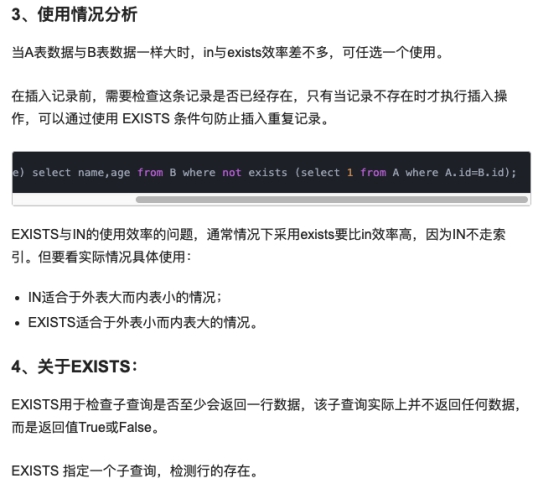 3、使用情况分析
当A表数据与B表数据一样大时，in与exists效率差不多，可任选一个使用。
在插入记录前，需要检查这条记录是否已经存在，只有当记录不存在时才执行插入操
作，可以通过使用 EXISTS 条件句防止插入重复记录。
e) select name,age from B where not exists (select 1 from A where A.id=B.id);
EXISTS与IN的使用效率的问题，通常情况下采用exists要比in效率高，因为IN不走索
引。但要看实际情况具体使用：
• IN适合于外表大而内表小的情况；
• EXISTS适合于外表小而内表大的情况。
4、关于EXISTS：
EXISTS用于检查子查询是否至少会返回一行数据，该子查询实际上并不返回任何数据，
而是返回值True或False。
EXISTS 指定一个子查询，检测行的存在。